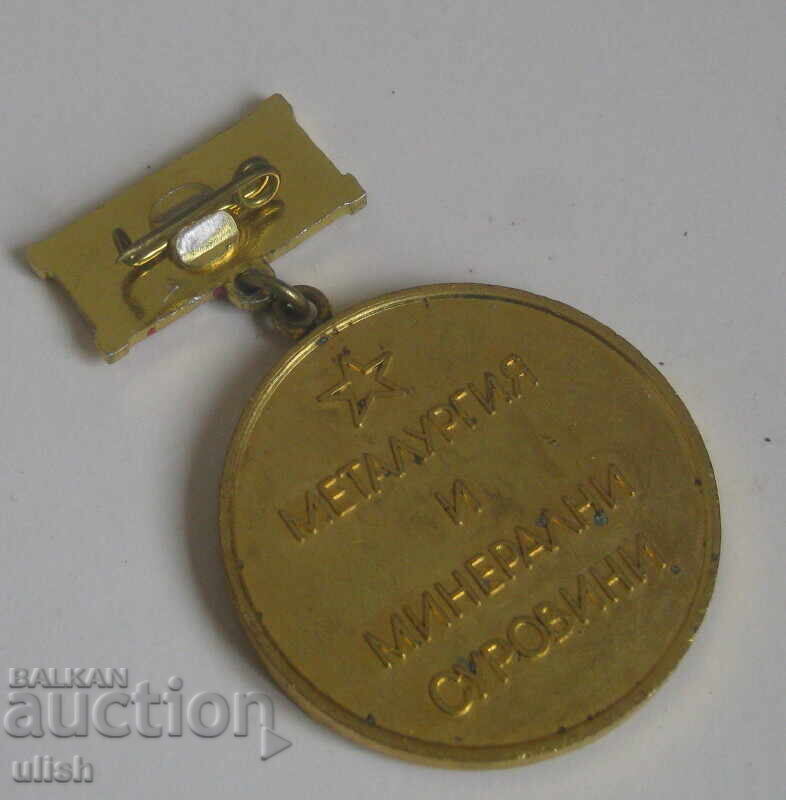 МЕТАЛУРГИЯ
И
МИНЕРАЛНИ
СУРОВИНИ
BALKAN
auction
ulish